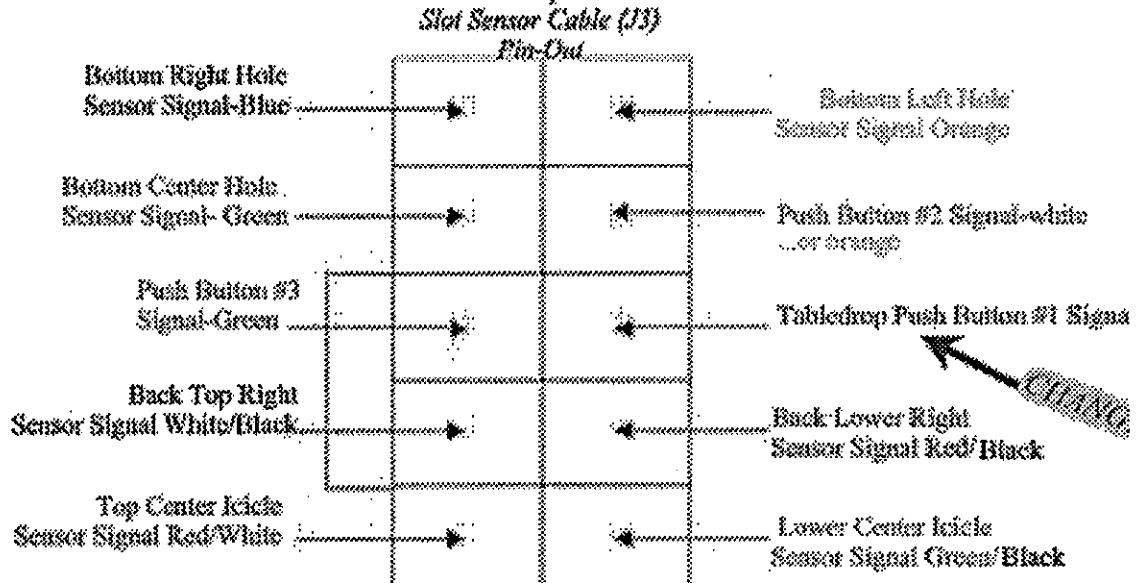 Slot Sensor Cable (J3)
Pin-Out
Bottom Right Hole
Sensor Signal-Blue
Bottom Left Hole
Sensor Signal Orange
Bottom Center Hole
Sensor Signal- Green
Push Button #2 Signal-white
...or orange
Push Button #3
Signal-Green
Tabledrop Push Button #1 Signa
Back Top Right
Sensor Signal White/Black
Back Lower Right
Sensor Signal Red/Black
Top Center Icicle
Sensor Signal Red/White
Lower Center Icicle
Sensor Signal Green/Black